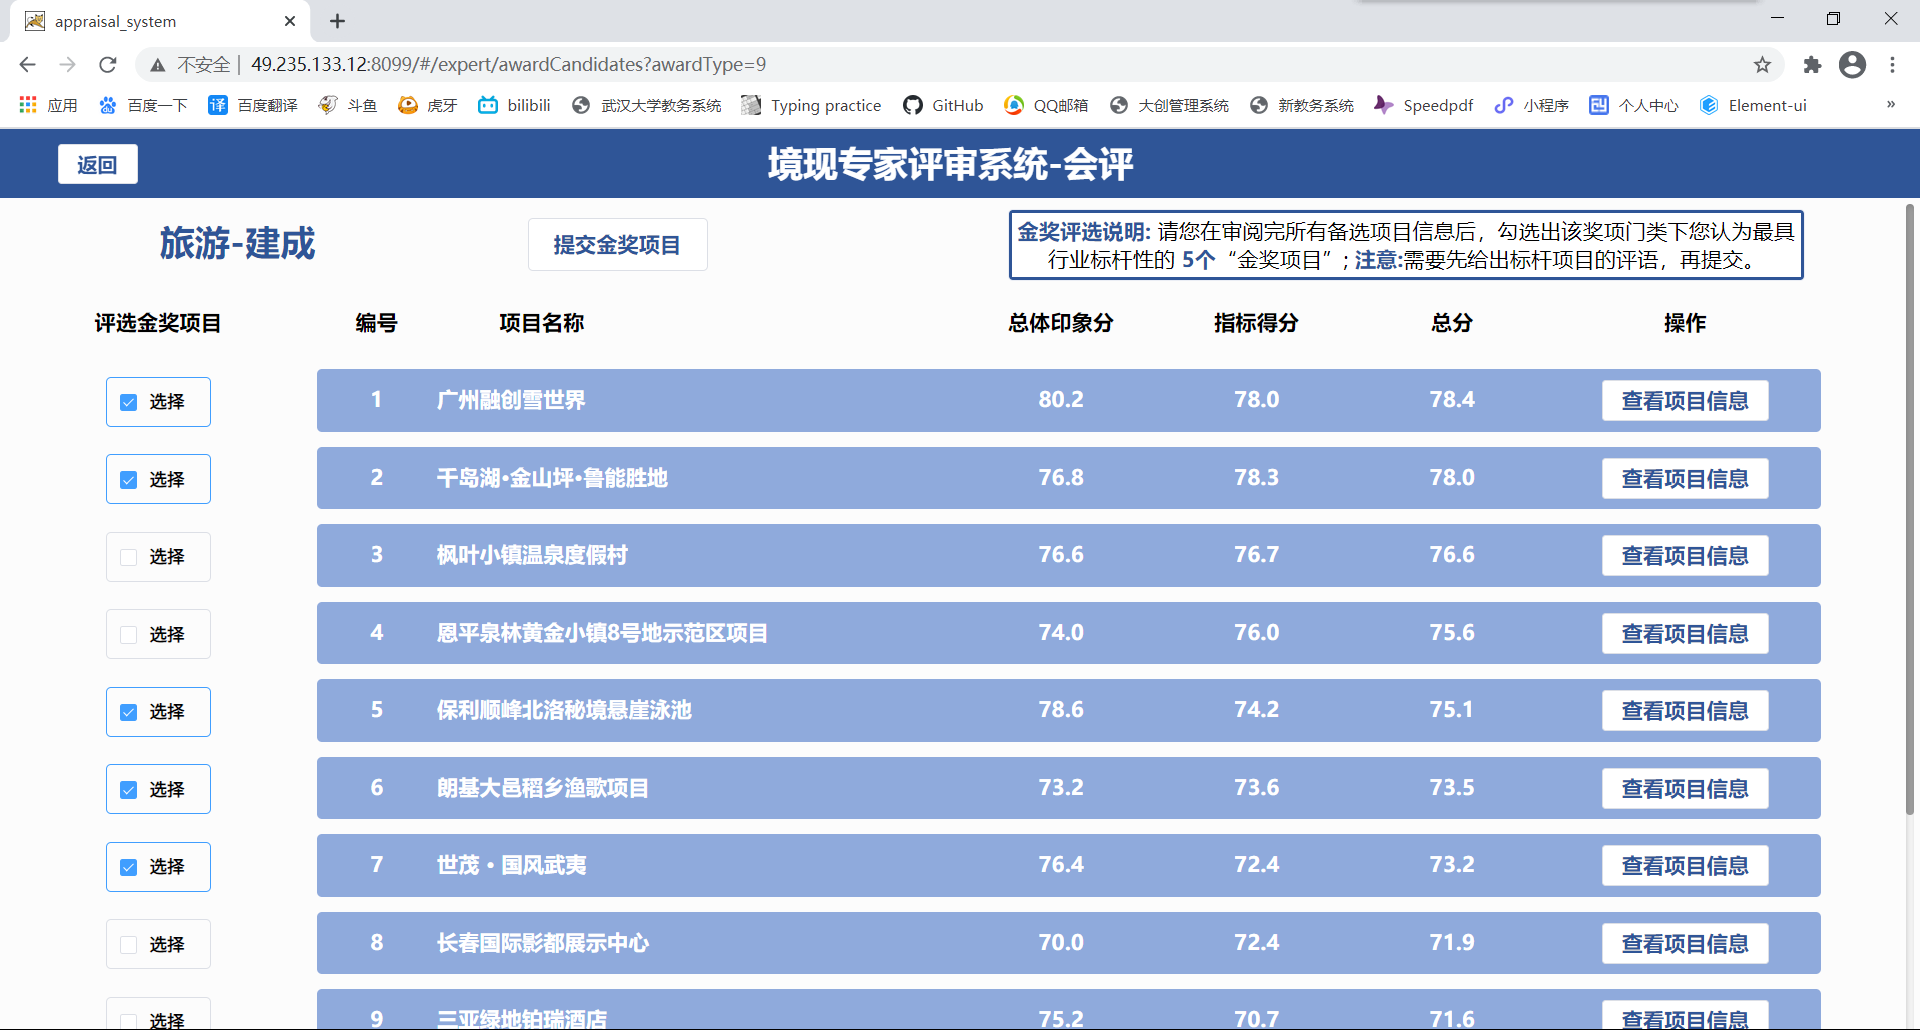 appraisal_system
不安全 | 49.235.133.12:8099/#/expert/awardCandidates?awardType=9
应用 百度一下 百度翻译 斗鱼 虎牙 bilibili 武汉大学教务系统 Typing practice GitHub QQ邮箱 大创管理系统 新教务系统 Speedpdf 小程序 个人中心 Element-ui »
返回 境现专家评审系统-会评
旅游-建成 提交金奖项目
金奖评选说明: 请您在审阅完所有备选项目信息后，勾选出该奖项门类下您认为最具
行业标杆性的 5个“金奖项目”; 注意:需要先给出标杆项目的评语，再提交。
评选金奖项目 编号 项目名称 总体印象分 指标得分 总分 操作
选择 1 广州融创雪世界 80.2 78.0 78.4 查看项目信息
选择 2 千岛湖•金山坪•鲁能胜地 76.8 78.3 78.0 查看项目信息
选择 3 枫叶小镇温泉度假村 76.6 76.7 76.6 查看项目信息
选择 4 恩平泉林黄金小镇8号地示范区项目 74.0 76.0 75.6 查看项目信息
选择 5 保利顺峰北洛秘境悬崖泳池 78.6 74.2 75.1 查看项目信息
选择 6 朗基大邑稻乡渔歌项目 73.2 73.6 73.5 查看项目信息
选择 7 世茂 • 国风武夷 76.4 72.4 73.2 查看项目信息
选择 8 长春国际影都展示中心 70.0 72.4 71.9 查看项目信息
选择 9 三亚绿地铂瑞酒店 75.2 70.7 71.6 查看项目信息